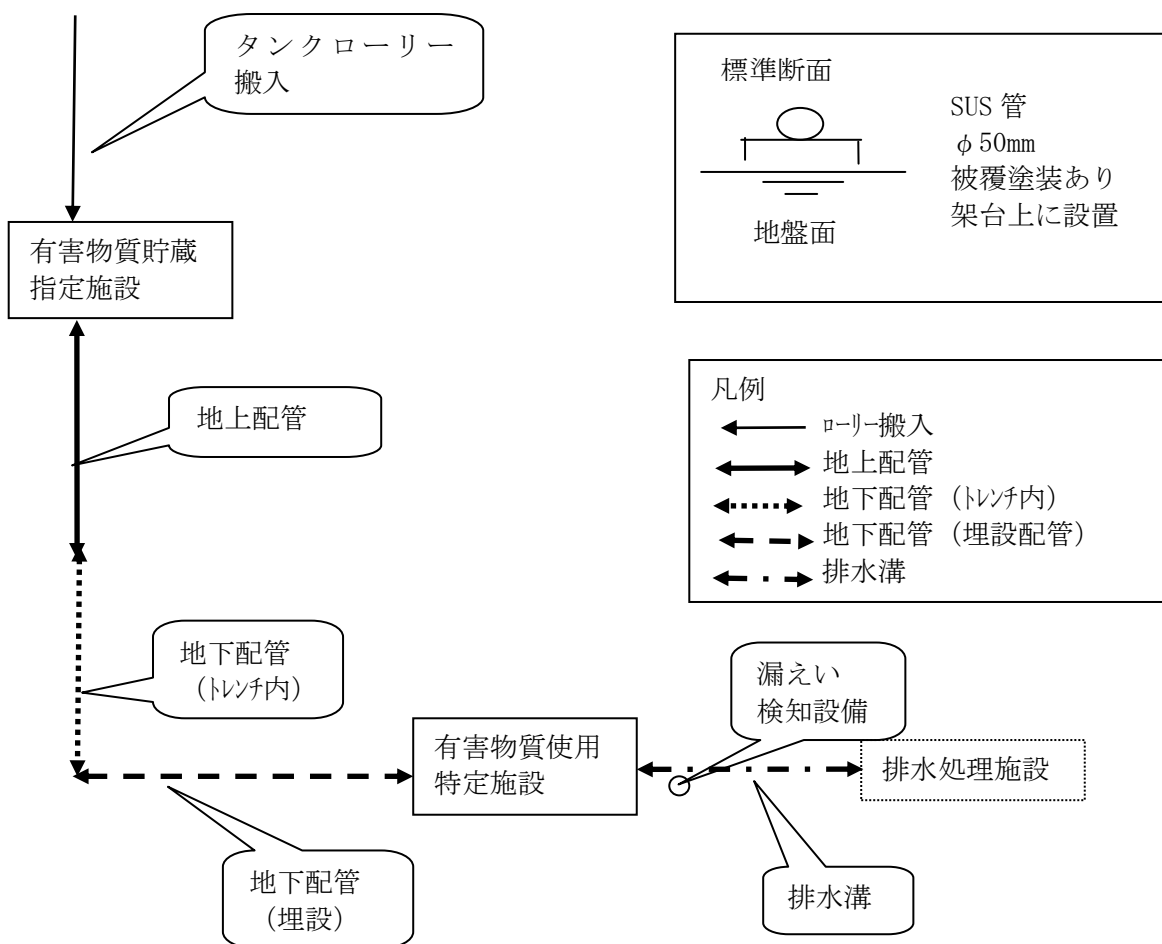 タンクローリー
搬入
標準断面
SUS 管
φ50mm
被覆塗装あり
架台上に設置
地盤面
有害物質貯蔵
指定施設
地上配管
凡例
ﾛｰﾘｰ搬入
地上配管
地下配管（ﾄﾚﾝﾁ内）
地下配管（埋設配管）
排水溝
地下配管
（ﾄﾚﾝﾁ内）
漏えい
検知設備
有害物質使用
特定施設
排水処理施設
地下配管
（埋設）
排水溝